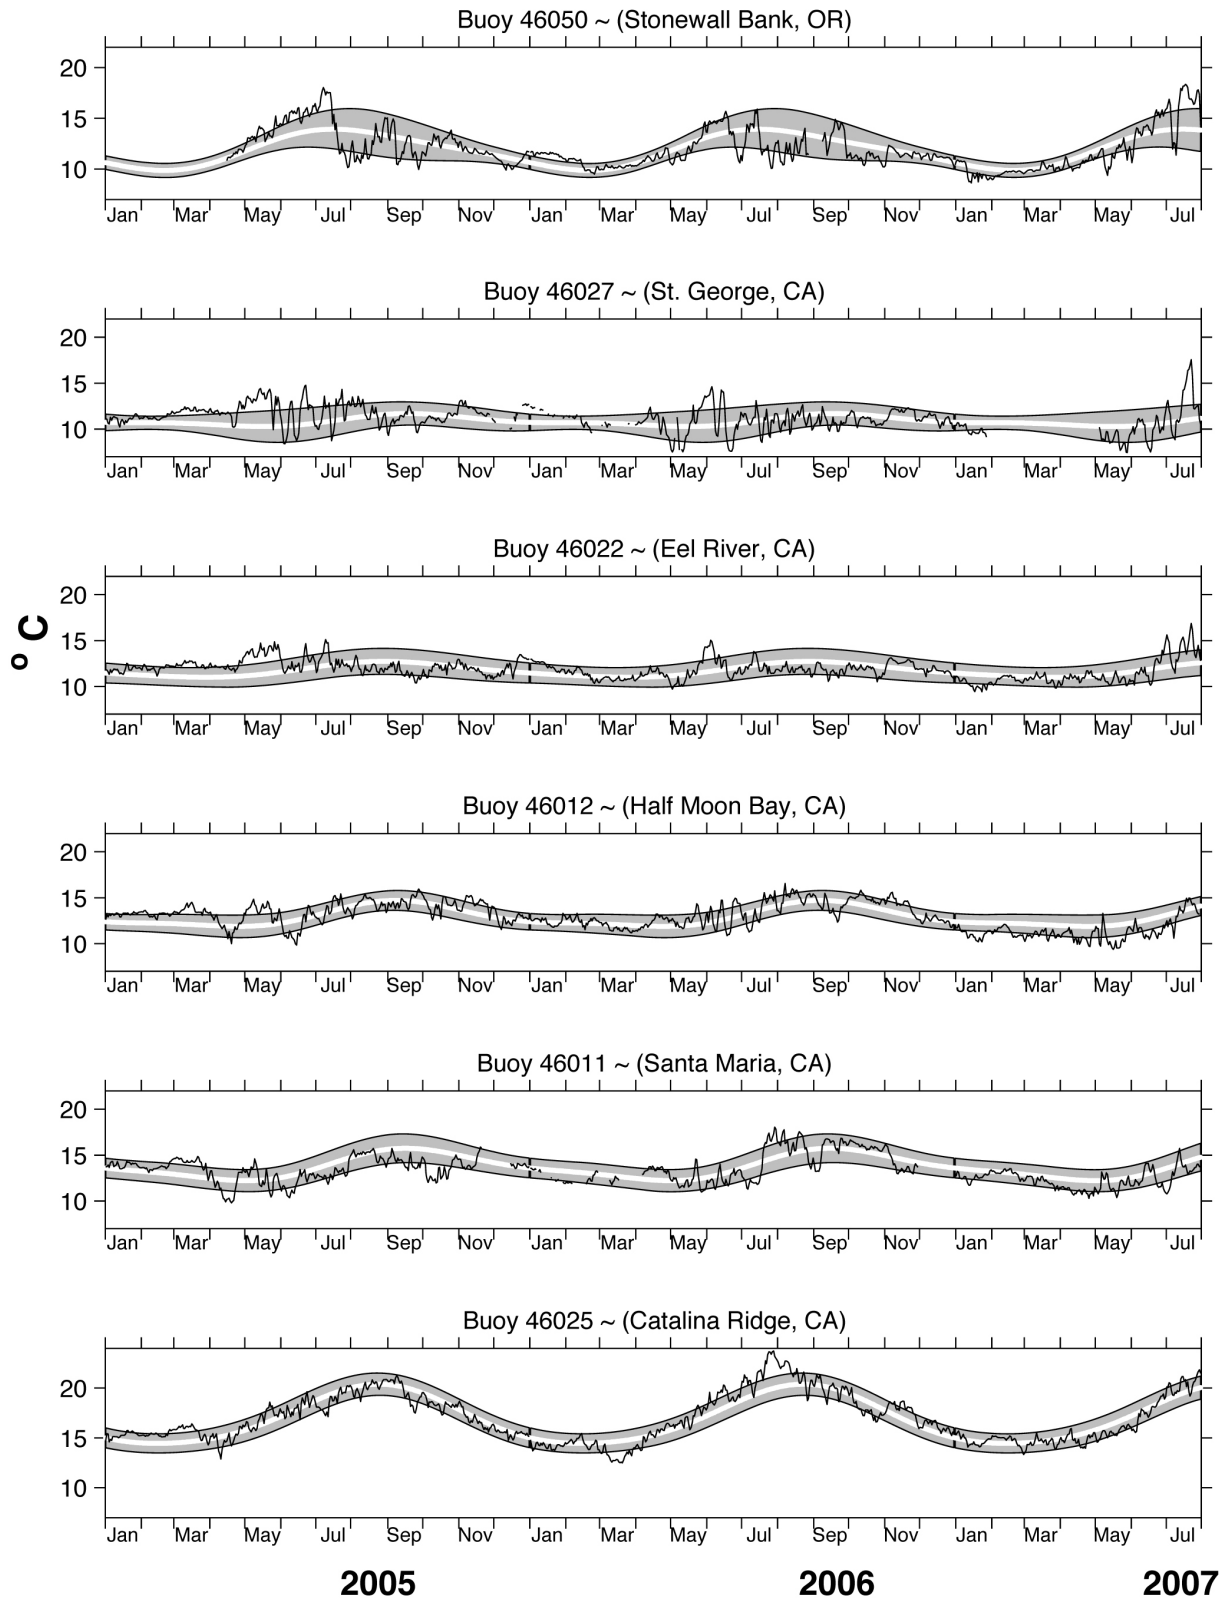 Buoy 46050 ~ (Stonewall Bank, OR)
20
15
10
Jan Mar May Jul Sep Nov Jan Mar May Jul Sep Nov Jan Mar May Jul
Buoy 46027 ~ (St. George, CA)
20
15
10
Jan Mar May Jul Sep Nov Jan Mar May Jul Sep Nov Jan Mar May Jul
Buoy 46022 ~ (Eel River, CA)
20
15
10
° C
Jan Mar May Jul Sep Nov Jan Mar May Jul Sep Nov Jan Mar May Jul
Buoy 46012 ~ (Half Moon Bay, CA)
20
15
10
Jan Mar May Jul Sep Nov Jan Mar May Jul Sep Nov Jan Mar May Jul
Buoy 46011 ~ (Santa Maria, CA)
20
15
10
Jan Mar May Jul Sep Nov Jan Mar May Jul Sep Nov Jan Mar May Jul
Buoy 46025 ~ (Catalina Ridge, CA)
20
15
10
Jan Mar May Jul Sep Nov Jan Mar May Jul Sep Nov Jan Mar May Jul
2005 2006 2007